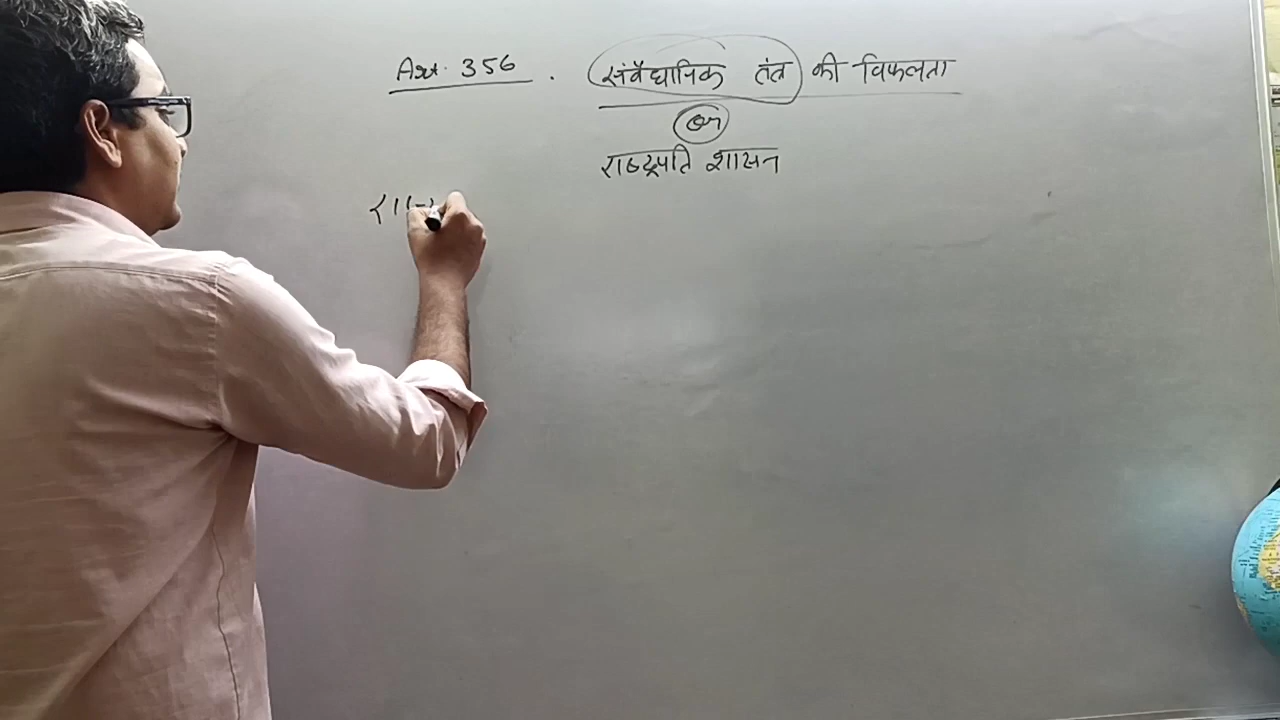 Art. 356 . संवैधानिक तंत्र की विफलता
or
राष्ट्रपति शासन